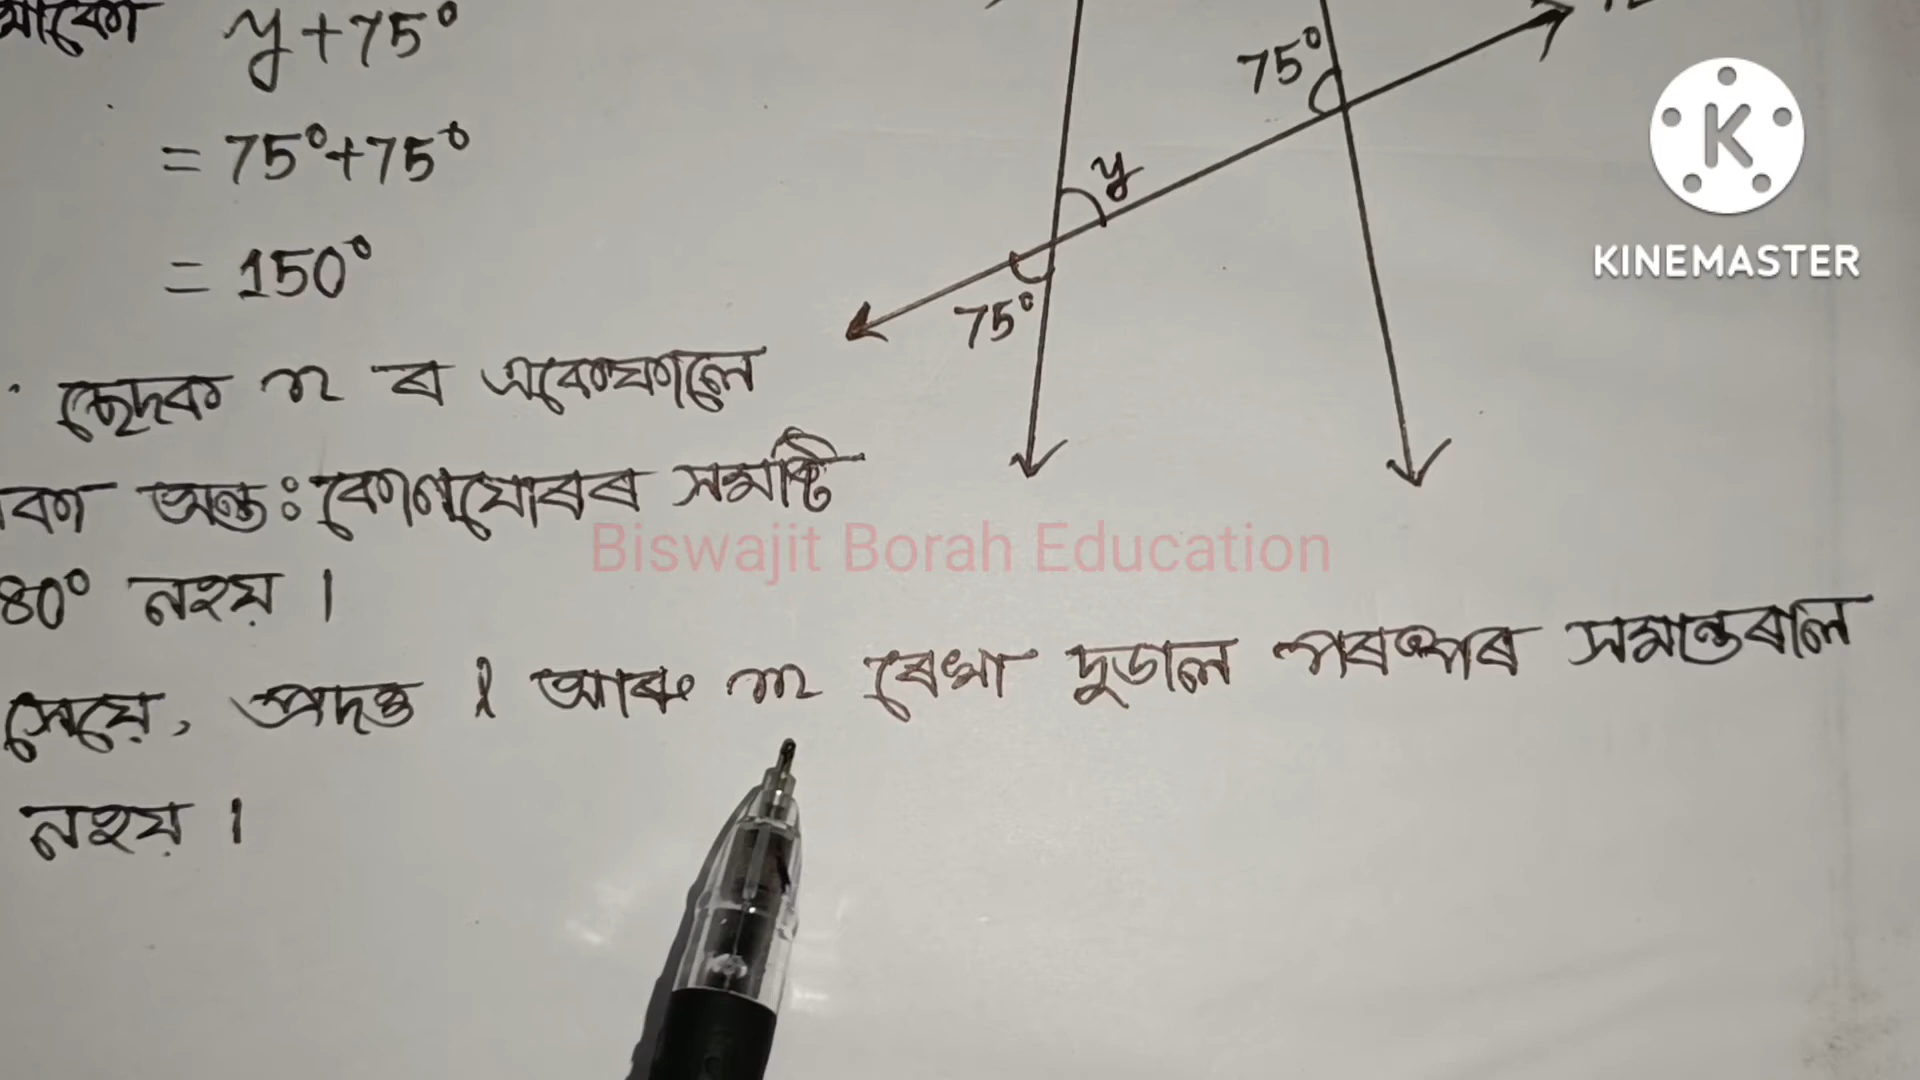 y+75°
= 75°+75°
= 150°
ছেদক n ৰ একেফালে
অন্তঃকোণযোৰৰ সমষ্টি
80° নহয় ।
সেয়ে, প্ৰদত্ত l আৰু m ৰেখা দুডাল পৰস্পৰ সমান্তৰাল
নহয় ।
75°
y
75°
K
KINEMASTER
Biswajit Borah Education